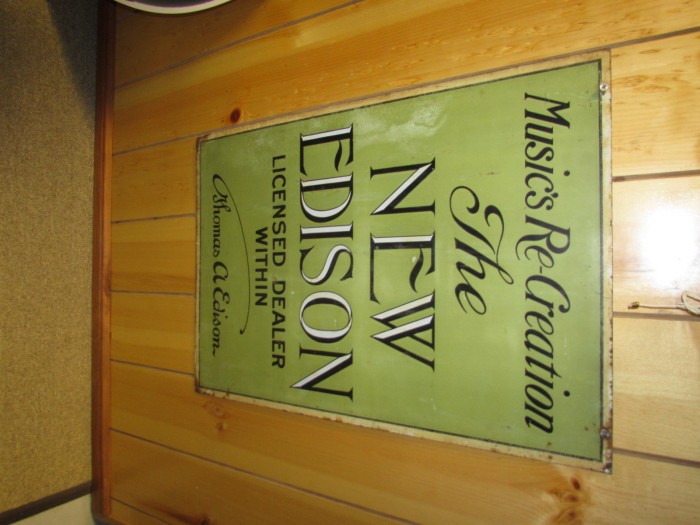 Music's Re-Creation
The
NEW
EDISON
LICENSED DEALER
WITHIN
Thomas A Edison